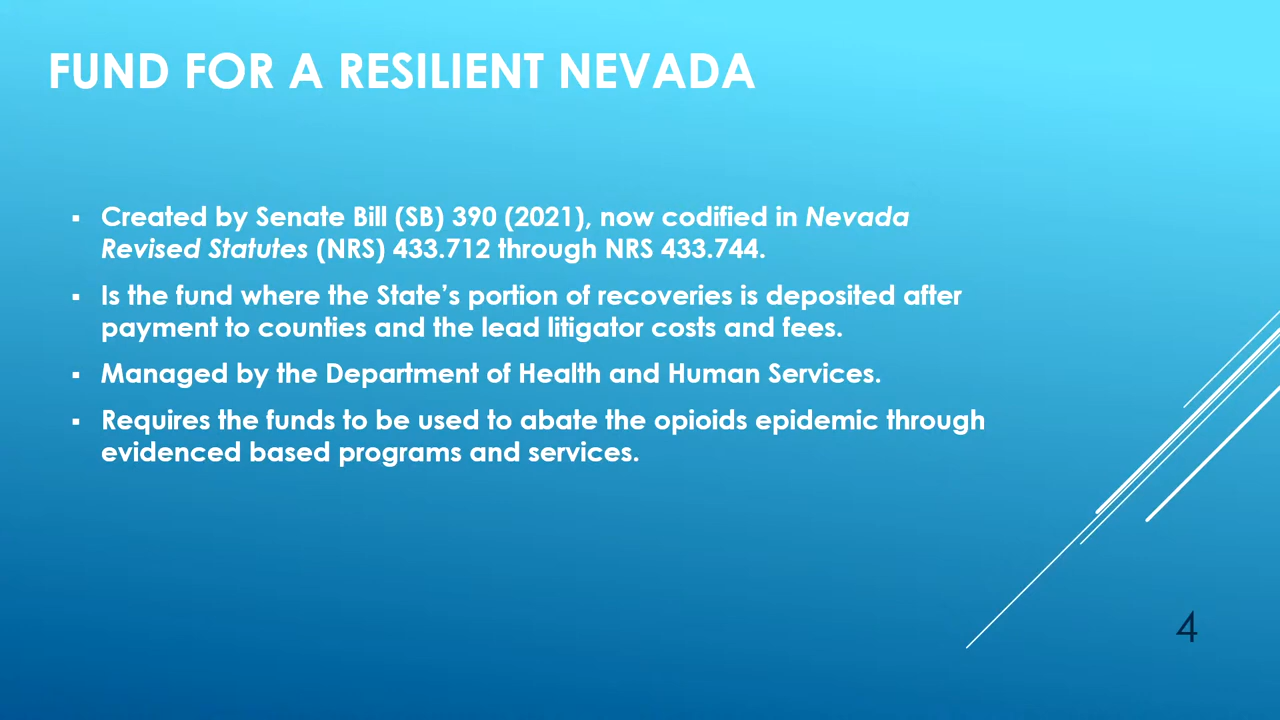 FUND FOR A RESILIENT NEVADA
▪ Created by Senate Bill (SB) 390 (2021), now codified in Nevada
Revised Statutes (NRS) 433.712 through NRS 433.744.
▪ Is the fund where the State’s portion of recoveries is deposited after
payment to counties and the lead litigator costs and fees.
▪ Managed by the Department of Health and Human Services.
▪ Requires the funds to be used to abate the opioids epidemic through
evidenced based programs and services.
4